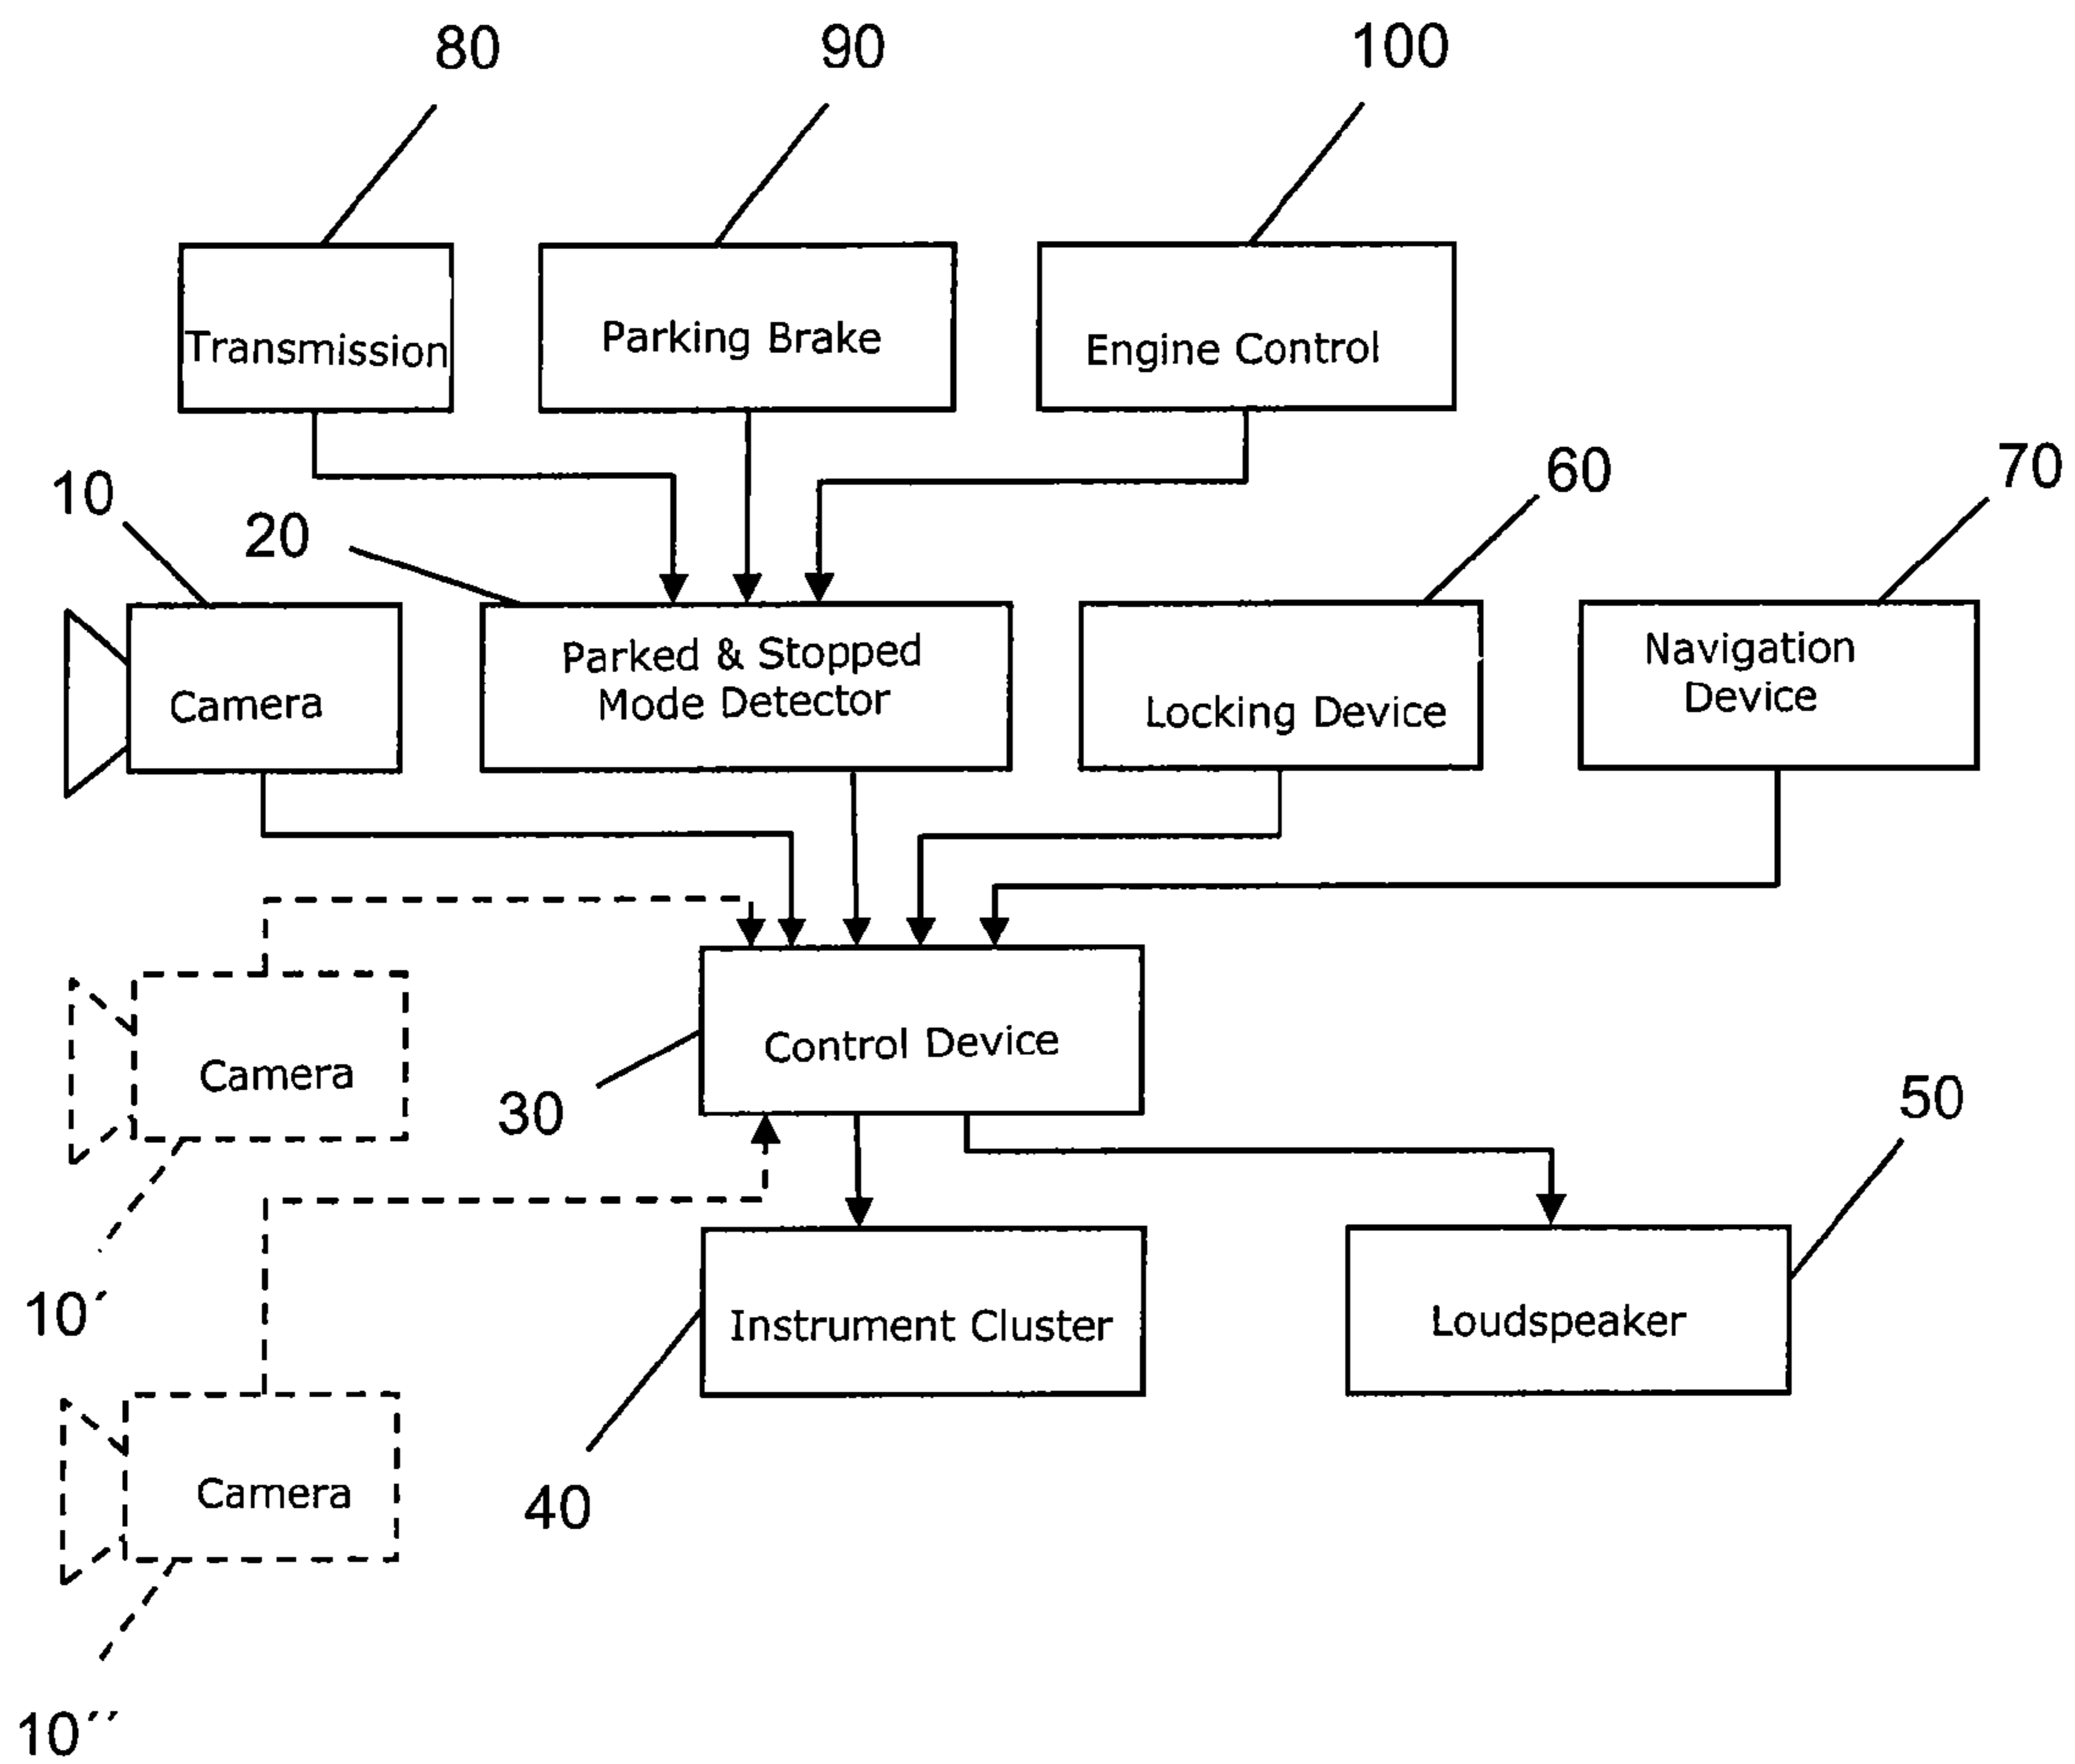 80
90
100
Transmission
Parking Brake
Engine Control
10
20
60
70
Camera
Parked & Stopped
Mode Detector
Locking Device
Navigation
Device
Camera
30
Control Device
50
10´
40
Instrument Cluster
Loudspeaker
Camera
10´´